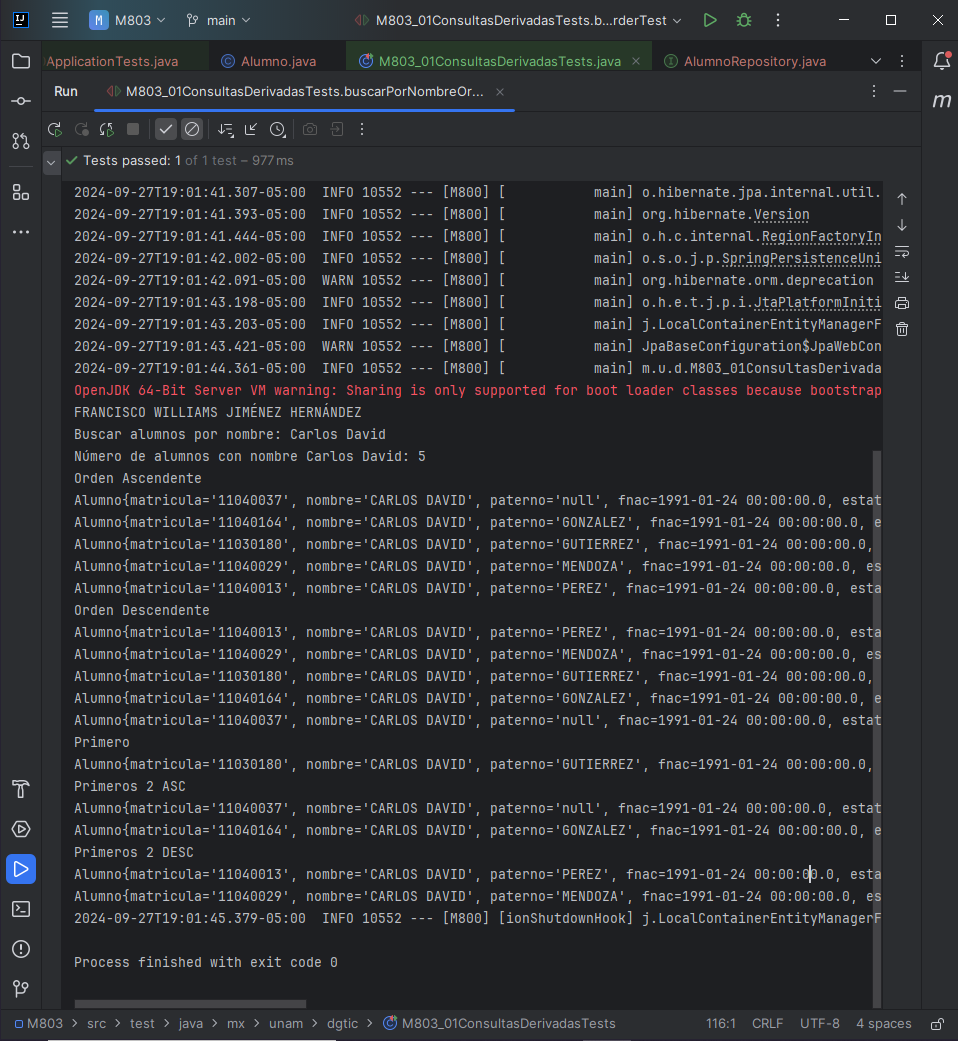 M M803 main M803_01ConsultasDerivadasTests.b...rderTest
ApplicationTests.java Alumno.java M803_01ConsultasDerivadasTests.java AlumnoRepository.java
Run M803_01ConsultasDerivadasTests.buscarPorNombreOr...
Tests passed: 1 of 1 test – 977 ms
2024-09-27T19:01:41.307-05:00  INFO 10552 --- [M800] [           main] o.hibernate.jpa.internal.util.
2024-09-27T19:01:41.393-05:00  INFO 10552 --- [M800] [           main] org.hibernate.Version
2024-09-27T19:01:41.444-05:00  INFO 10552 --- [M800] [           main] o.h.c.internal.RegionFactoryIn
2024-09-27T19:01:42.002-05:00  INFO 10552 --- [M800] [           main] o.s.o.j.p.SpringPersistenceUni
2024-09-27T19:01:42.091-05:00  WARN 10552 --- [M800] [           main] org.hibernate.orm.deprecation
2024-09-27T19:01:43.198-05:00  INFO 10552 --- [M800] [           main] o.h.e.t.j.p.i.JtaPlatformIniti
2024-09-27T19:01:43.203-05:00  INFO 10552 --- [M800] [           main] j.LocalContainerEntityManagerF
2024-09-27T19:01:43.421-05:00  WARN 10552 --- [M800] [           main] JpaBaseConfiguration$JpaWebCon
2024-09-27T19:01:44.361-05:00  INFO 10552 --- [M800] [           main] m.u.d.M803_01ConsultasDerivada
OpenJDK 64-Bit Server VM warning: Sharing is only supported for boot loader classes because bootstrap
FRANCISCO WILLIAMS JIMÉNEZ HERNÁNDEZ
Buscar alumnos por nombre: Carlos David
Número de alumnos con nombre Carlos David: 5
Orden Ascendente
Alumno{matricula='11040037', nombre='CARLOS DAVID', paterno='null', fnac=1991-01-24 00:00:00.0, estat
Alumno{matricula='11040164', nombre='CARLOS DAVID', paterno='GONZALEZ', fnac=1991-01-24 00:00:00.0, e
Alumno{matricula='11030180', nombre='CARLOS DAVID', paterno='GUTIERREZ', fnac=1991-01-24 00:00:00.0,
Alumno{matricula='11040029', nombre='CARLOS DAVID', paterno='MENDOZA', fnac=1991-01-24 00:00:00.0, es
Alumno{matricula='11040013', nombre='CARLOS DAVID', paterno='PEREZ', fnac=1991-01-24 00:00:00.0, esta
Orden Descendente
Alumno{matricula='11040013', nombre='CARLOS DAVID', paterno='PEREZ', fnac=1991-01-24 00:00:00.0, esta
Alumno{matricula='11040029', nombre='CARLOS DAVID', paterno='MENDOZA', fnac=1991-01-24 00:00:00.0, es
Alumno{matricula='11030180', nombre='CARLOS DAVID', paterno='GUTIERREZ', fnac=1991-01-24 00:00:00.0,
Alumno{matricula='11040164', nombre='CARLOS DAVID', paterno='GONZALEZ', fnac=1991-01-24 00:00:00.0, e
Alumno{matricula='11040037', nombre='CARLOS DAVID', paterno='null', fnac=1991-01-24 00:00:00.0, estat
Primero
Alumno{matricula='11030180', nombre='CARLOS DAVID', paterno='GUTIERREZ', fnac=1991-01-24 00:00:00.0,
Primeros 2 ASC
Alumno{matricula='11040037', nombre='CARLOS DAVID', paterno='null', fnac=1991-01-24 00:00:00.0, estat
Alumno{matricula='11040164', nombre='CARLOS DAVID', paterno='GONZALEZ', fnac=1991-01-24 00:00:00.0, e
Primeros 2 DESC
Alumno{matricula='11040013', nombre='CARLOS DAVID', paterno='PEREZ', fnac=1991-01-24 00:00:00.0, esta
Alumno{matricula='11040029', nombre='CARLOS DAVID', paterno='MENDOZA', fnac=1991-01-24 00:00:00.0, es
2024-09-27T19:01:45.379-05:00  INFO 10552 --- [M800] [ionShutdownHook] j.LocalContainerEntityManagerF
Process finished with exit code 0
M803 > src > test > java > mx > unam > dgtic > M803_01ConsultasDerivadasTests 116:1 CRLF UTF-8 4 spaces